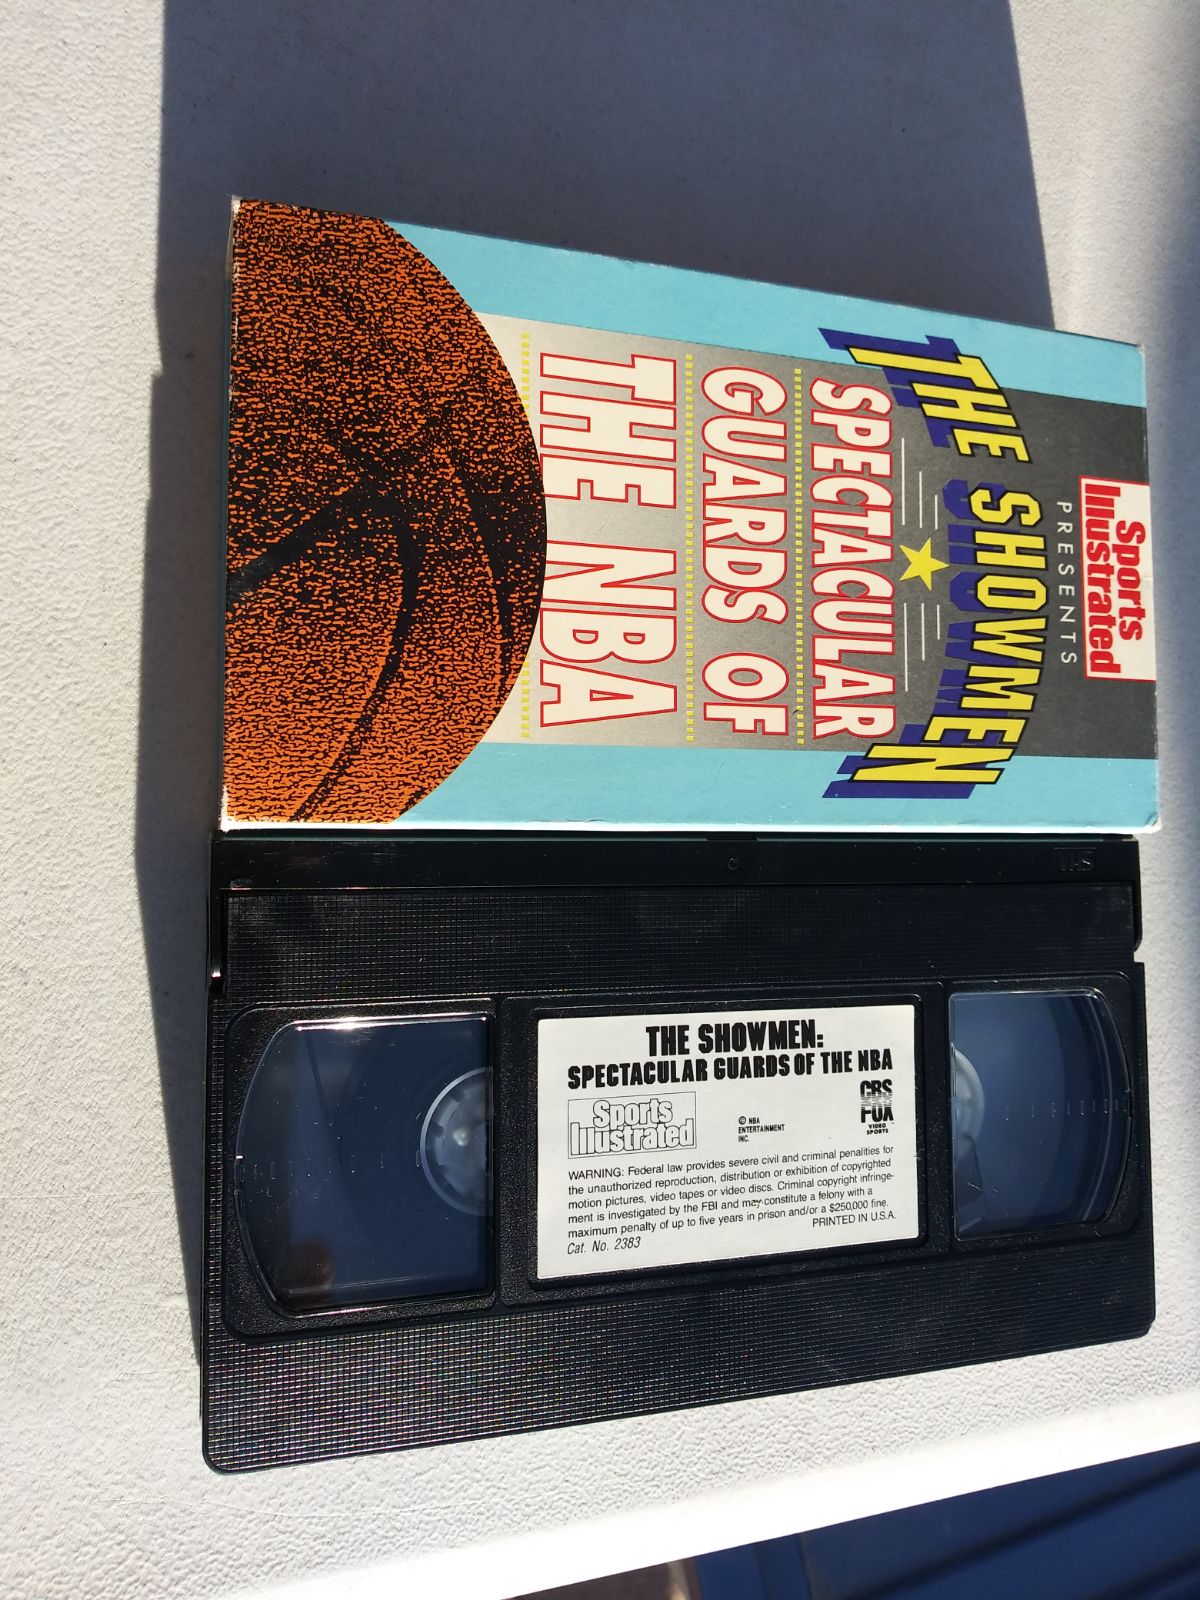 Sports
Illustrated
PRESENTS
THE SHOWMEN
SPECTACULAR
GUARDS OF
THE NBA
VHS
THE SHOWMEN:
SPECTACULAR GUARDS OF THE NBA
Sports
Illustrated
© NBA
ENTERTAINMENT
INC.
CBS
FOX
VIDEO
SPORTS
WARNING: Federal law provides severe civil and criminal penalties for
the unauthorized reproduction, distribution or exhibition of copyrighted
motion pictures, video tapes or video discs. Criminal copyright infringe-
ment is investigated by the FBI and may constitute a felony with a
maximum penalty of up to five years in prison and/or a $250,000 fine.
PRINTED IN U.S.A.
Cat. No. 2383